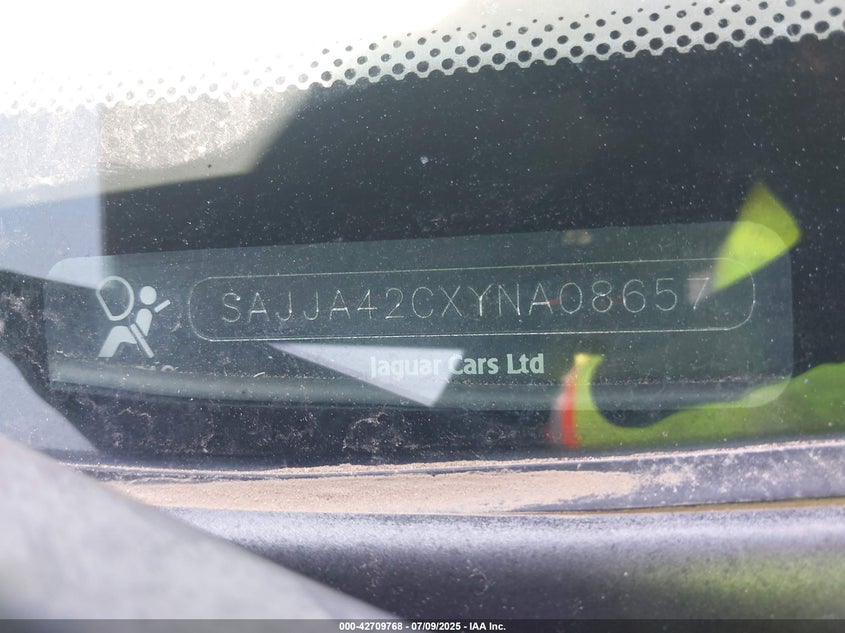 SAJJA42CXYNA08657
Jaguar Cars Ltd
000-42709768 - 07/09/2025 - IAA Inc.